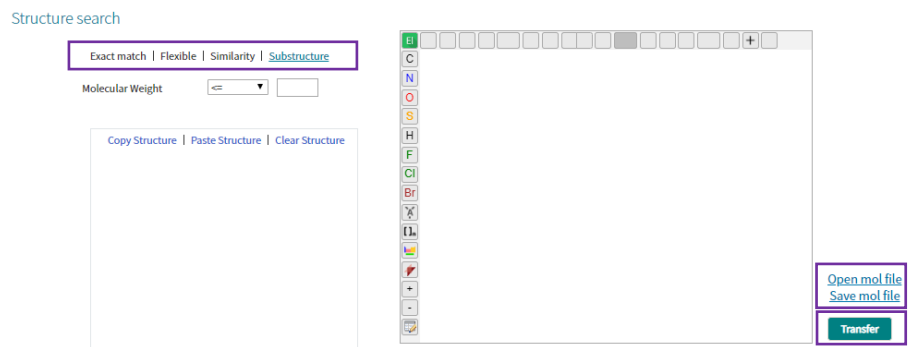 Structure search
Exact match | Flexible | Similarity | Substructure
Molecular Weight <=
Copy Structure | Paste Structure | Clear Structure
El
C
N
O
S
H
F
Cl
Br
A
[ ]n
+
-
+
Open mol file
Save mol file
Transfer